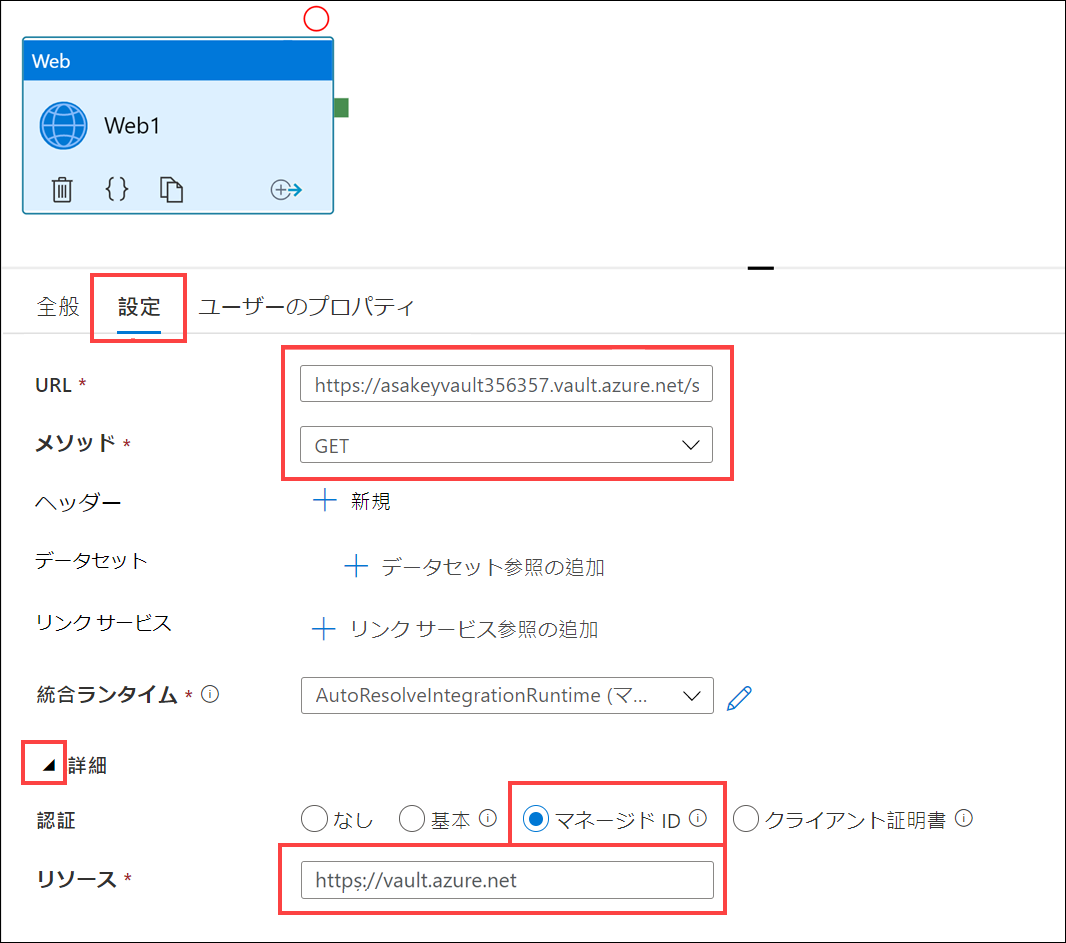 Web
Web1
全般 設定 ユーザーのプロパティ
URL * https://asakeyvault356357.vault.azure.net/s
メソッド * GET
ヘッダー 新規
データセット データセット参照の追加
リンク サービス リンク サービス参照の追加
統合ランタイム * AutoResolveIntegrationRuntime (マ...
詳細
認証 なし 基本 マネージド ID クライアント証明書
リソース * https://vault.azure.net